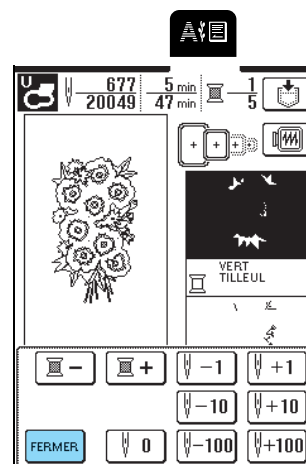 A
U
677 5 min 1
20049 47 min 5
VERT
TILLEUL
− + −1 +1
−10 +10
FERMER 0 −100 +100